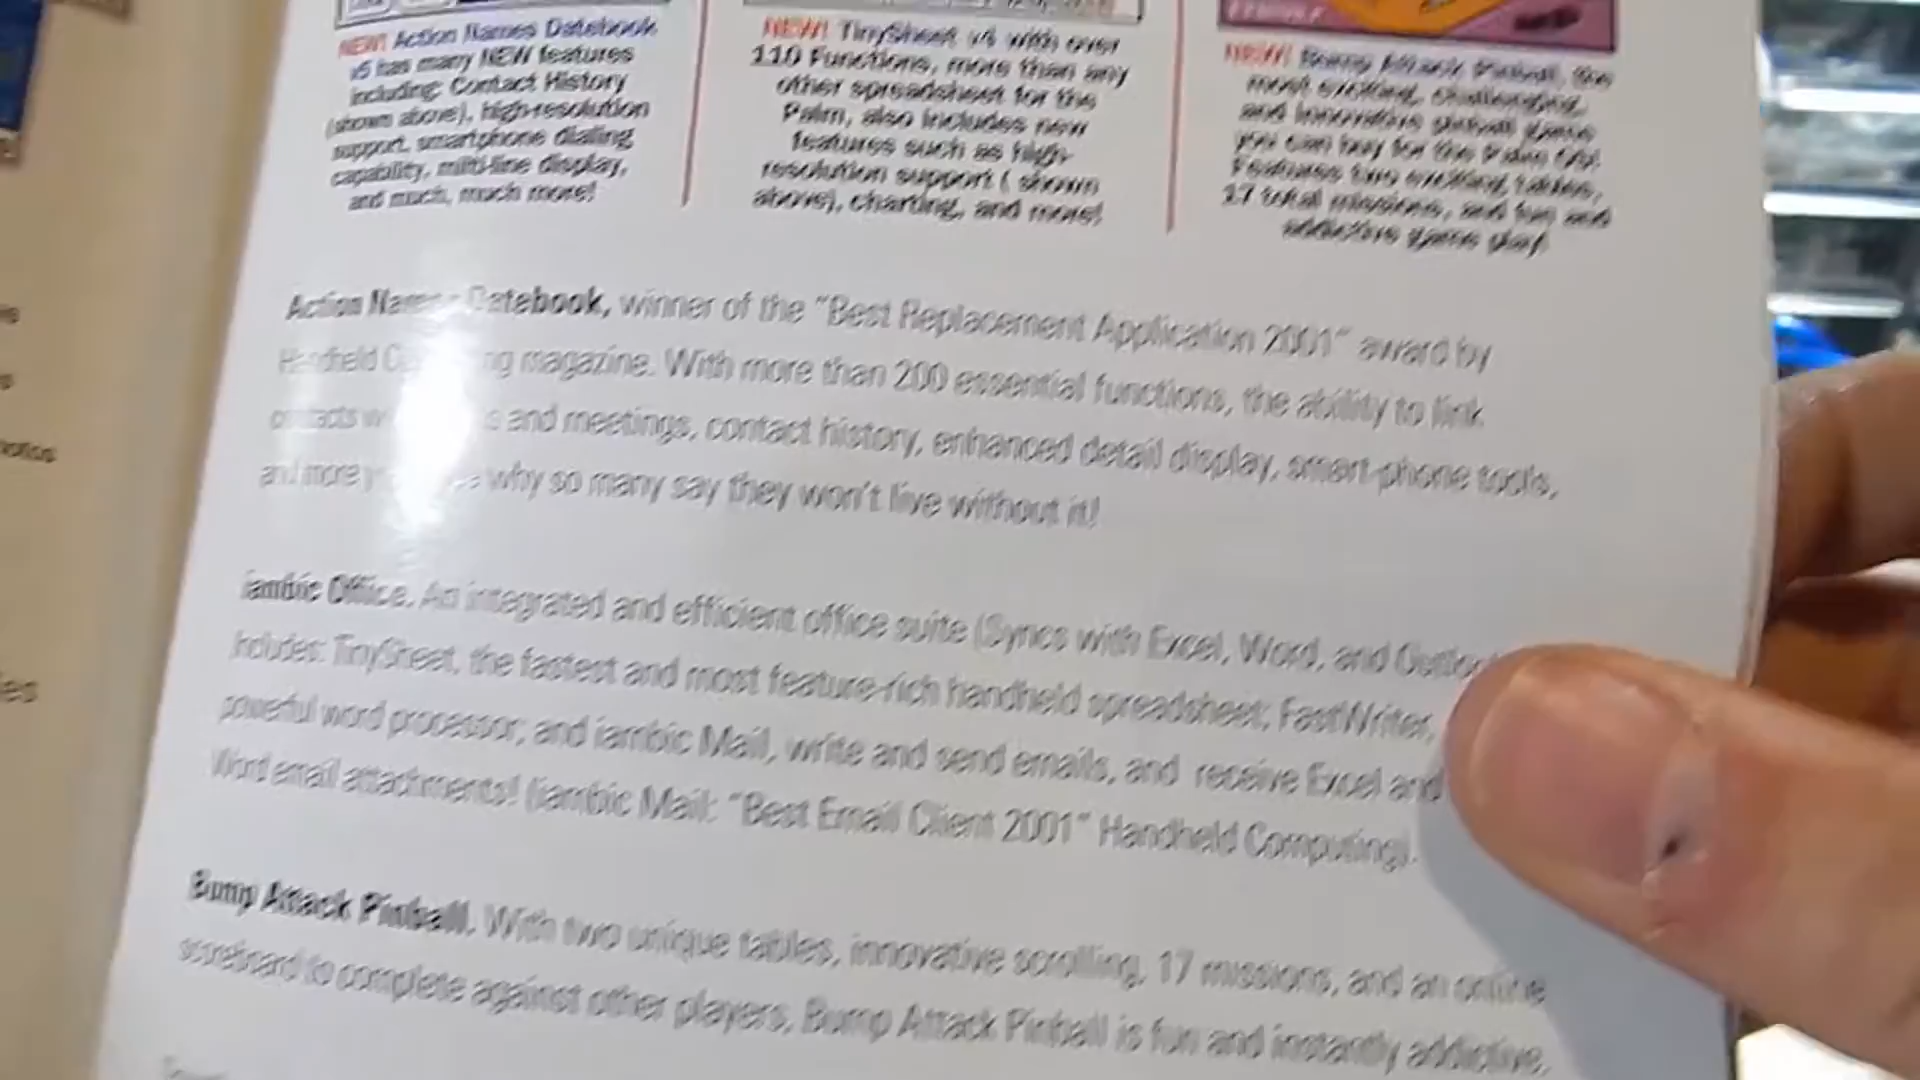 NEW! Action Names Datebook
v5 has many NEW features
including: Contact History
(shown above), high-resolution
support, smartphone dialing
capability, mitti-line display,
and much, much more!
NEW! TinySheet v4 with over
110 Functions, more than any
other spreadsheet for the
Palm, also includes new
features such as high-
resolution support ( shown
above), charting, and more!
NEW! Bump Attack Pinball, the
most exciting, challenging,
and innovative pinball game
you can buy for the Palm OS!
Features two exciting tables,
17 total missions, and fun and
addictive game play!
Action Names Datebook, winner of the "Best Replacement Application 2001" award by
Handheld Computing magazine. With more than 200 essential functions, the ability to link
contacts and meetings, contact history, enhanced detail display, smart-phone tools,
and more why so many say they won't live without it!
iambic Office. An integrated and efficient office suite (Syncs with Excel, Word, and
Includes: TinySheet, the fastest and most feature-rich handheld spreadsheet; FastWriter,
powerful word processor; and iambic Mail, write and send emails, and receive Excel and
Word email attachments! (iambic Mail: "Best Email Client 2001" Handheld Computing).
Bump Attack Pinball. With two unique tables, innovative scrolling, 17 missions, and an online
scoreboard to complete against other players, Bump Attack Pinball is fun and instantly addictive.